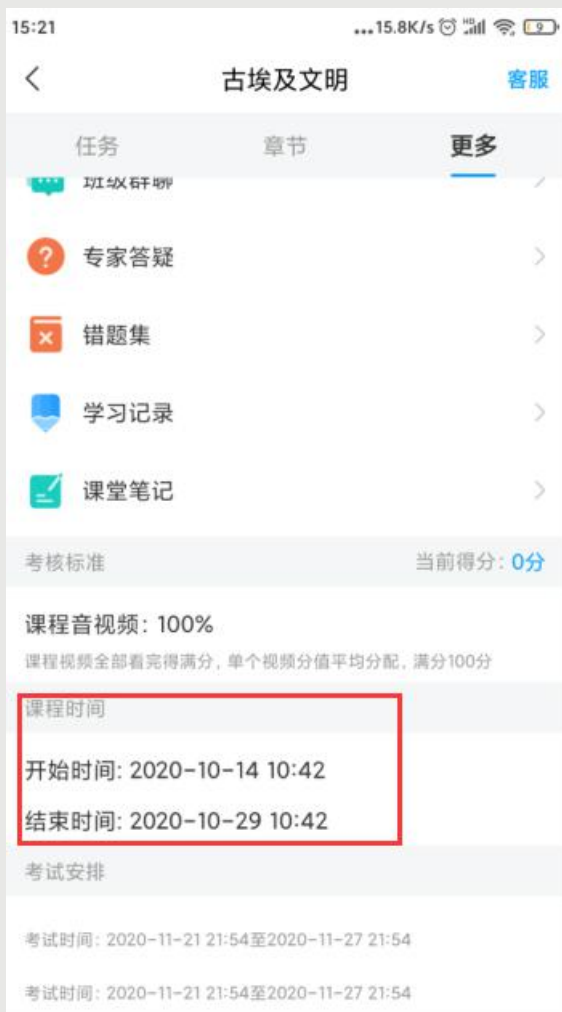 15:21 ...15.8K/s HD 9
古埃及文明 客服
任务 章节 更多
班级群聊
专家答疑
错题集
学习记录
课堂笔记
考核标准 当前得分: 0分
课程音视频: 100%
课程视频全部看完得满分, 单个视频分值平均分配, 满分100分
课程时间
开始时间: 2020-10-14 10:42
结束时间: 2020-10-29 10:42
考试安排
考试时间: 2020-11-21 21:54至2020-11-27 21:54
考试时间: 2020-11-21 21:54至2020-11-27 21:54